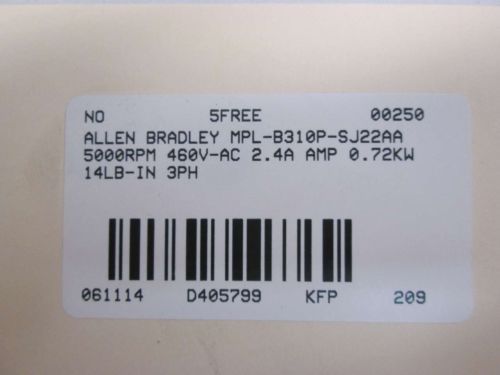 NO 5FREE 00250
ALLEN BRADLEY MPL-B310P-SJ22AA
5000RPM 460V-AC 2.4A AMP 0.72KW
14LB-IN 3PH
061114 D405799 KFP 209